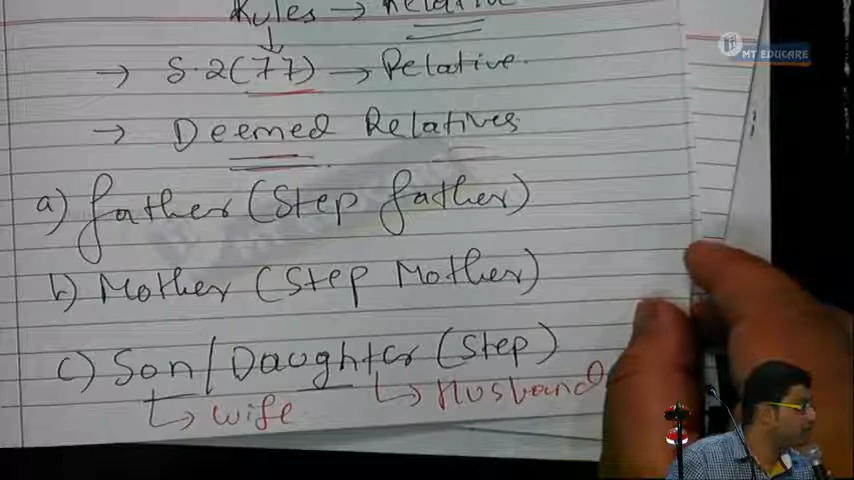 Rules → Relative
→ S.2(77) → Relative.
→ Deemed Relatives
a) Father (Step father)
b) Mother (Step Mother)
c) Son/Daughter (Step)
↳ wife ↳ Husband
MT EDUCARE